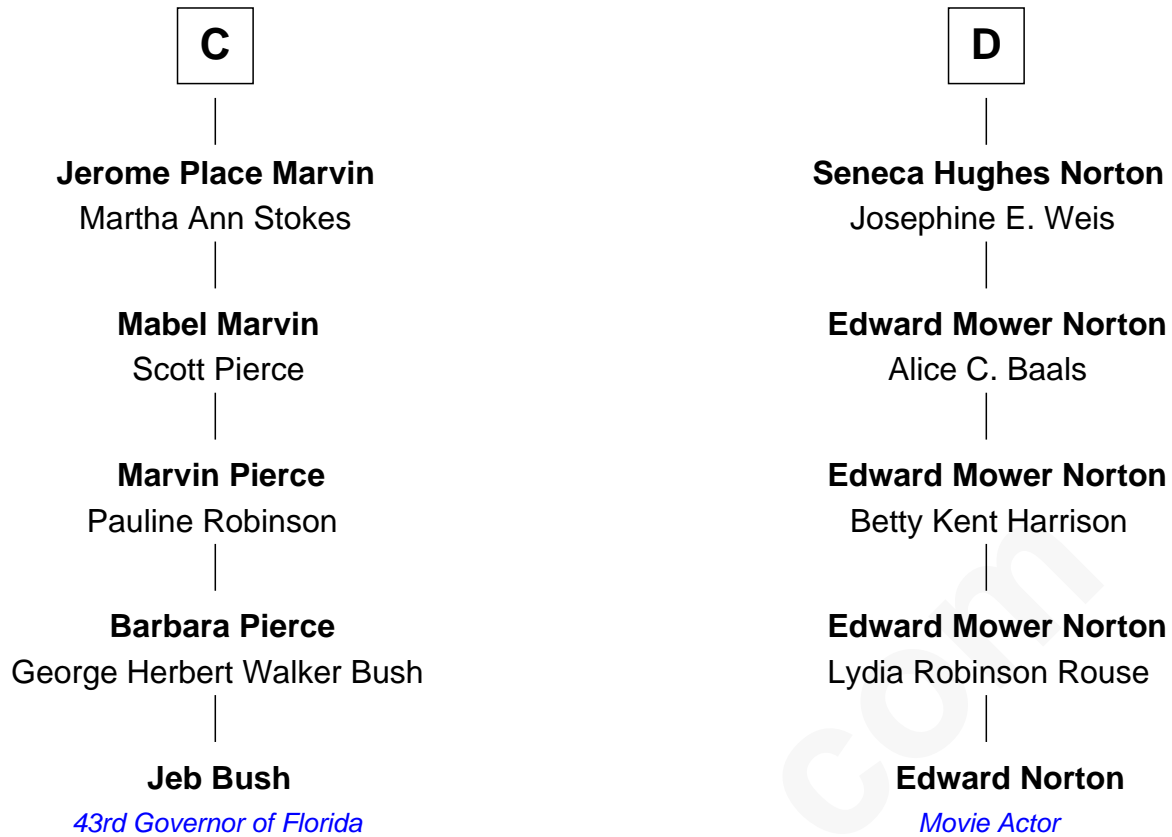 C
Jerome Place Marvin
Martha Ann Stokes
Mabel Marvin
Scott Pierce
Marvin Pierce
Pauline Robinson
Barbara Pierce
George Herbert Walker Bush
Jeb Bush
43rd Governor of Florida
D
Seneca Hughes Norton
Josephine E. Weis
Edward Mower Norton
Alice C. Baals
Edward Mower Norton
Betty Kent Harrison
Edward Mower Norton
Lydia Robinson Rouse
Edward Norton
Movie Actor
com